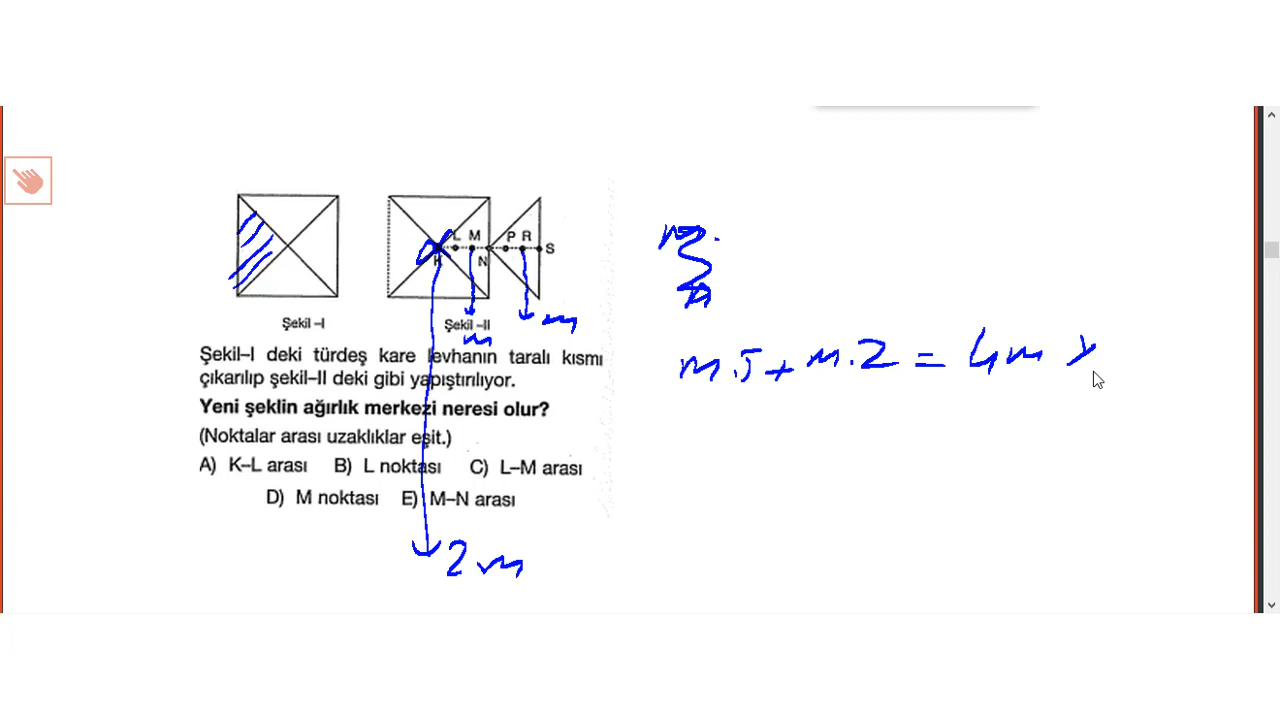 L M P R
K N S
Şekil –I Şekil –II
m m
Şekil–I deki türdeş kare levhanın taralı kısmı
çıkarılıp şekil–II deki gibi yapıştırılıyor.
Yeni şeklin ağırlık merkezi neresi olur?
(Noktalar arası uzaklıklar eşit.)
A) K–L arası B) L noktası C) L–M arası
D) M noktası E) M–N arası
2m
m.5 + m.2 = 4m x